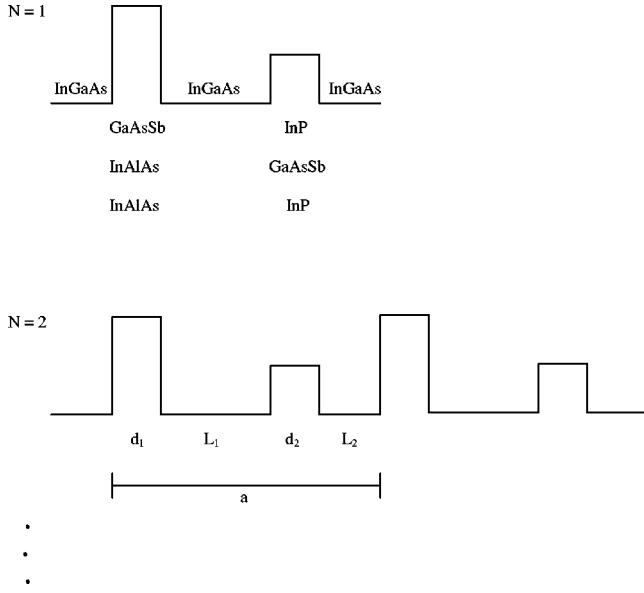 N = 1
InGaAs InGaAs InGaAs
GaAsSb InP
InAlAs GaAsSb
InAlAs InP
N = 2
d₁ L₁ d₂ L₂
a